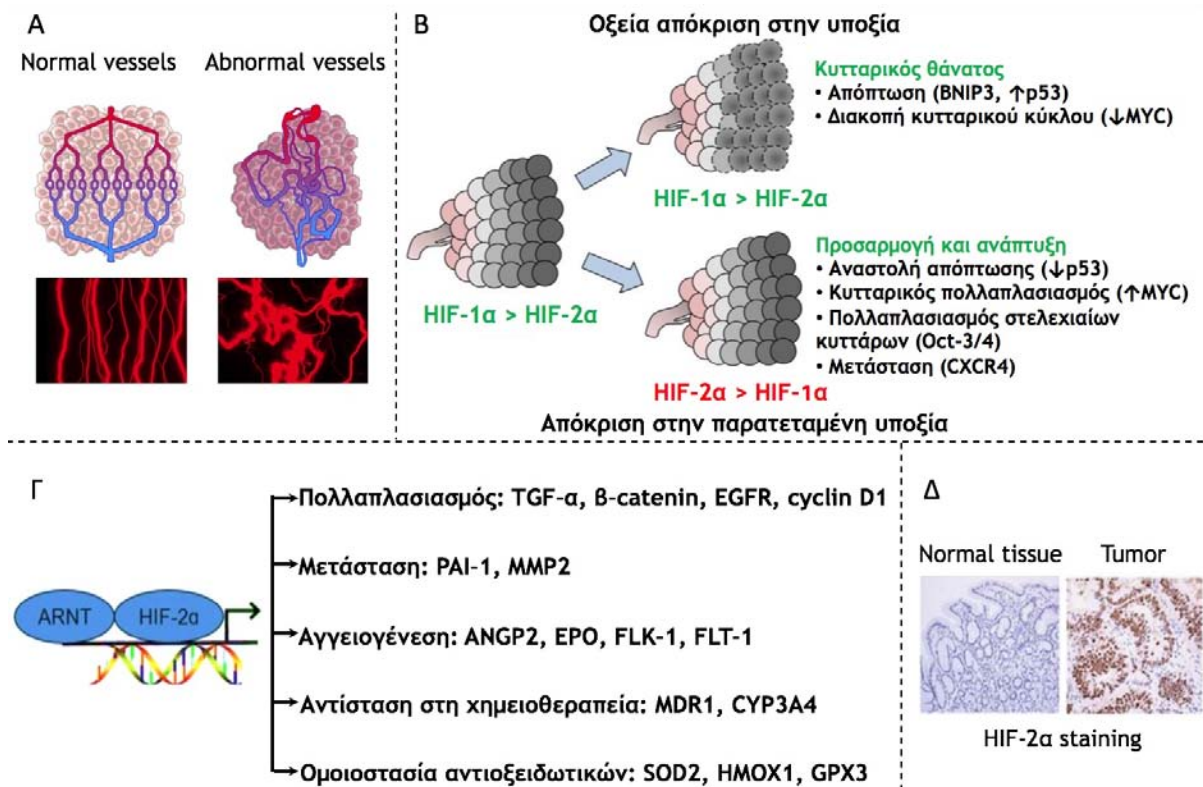 A
Normal vessels
Abnormal vessels
B
Οξεία απόκριση στην υποξία
Κυτταρικός θάνατος
• Απόπτωση (BNIP3, ↑p53)
• Διακοπή κυτταρικού κύκλου (↓MYC)
HIF-1α > HIF-2α
HIF-1α > HIF-2α
Προσαρμογή και ανάπτυξη
• Αναστολή απόπτωσης (↓p53)
• Κυτταρικός πολλαπλασιασμός (↑MYC)
• Πολλαπλασιασμός στελεχιαίων
κυττάρων (Oct-3/4)
• Μετάσταση (CXCR4)
HIF-2α > HIF-1α
Απόκριση στην παρατεταμένη υποξία
Γ
Πολλαπλασιασμός: TGF-α, β-catenin, EGFR, cyclin D1
Μετάσταση: PAI-1, MMP2
ARNT
HIF-2α
Αγγειογένεση: ANGP2, EPO, FLK-1, FLT-1
Αντίσταση στη χημειοθεραπεία: MDR1, CYP3A4
Ομοιοστασία αντιοξειδωτικών: SOD2, HMOX1, GPX3
Δ
Normal tissue
Tumor
HIF-2α staining